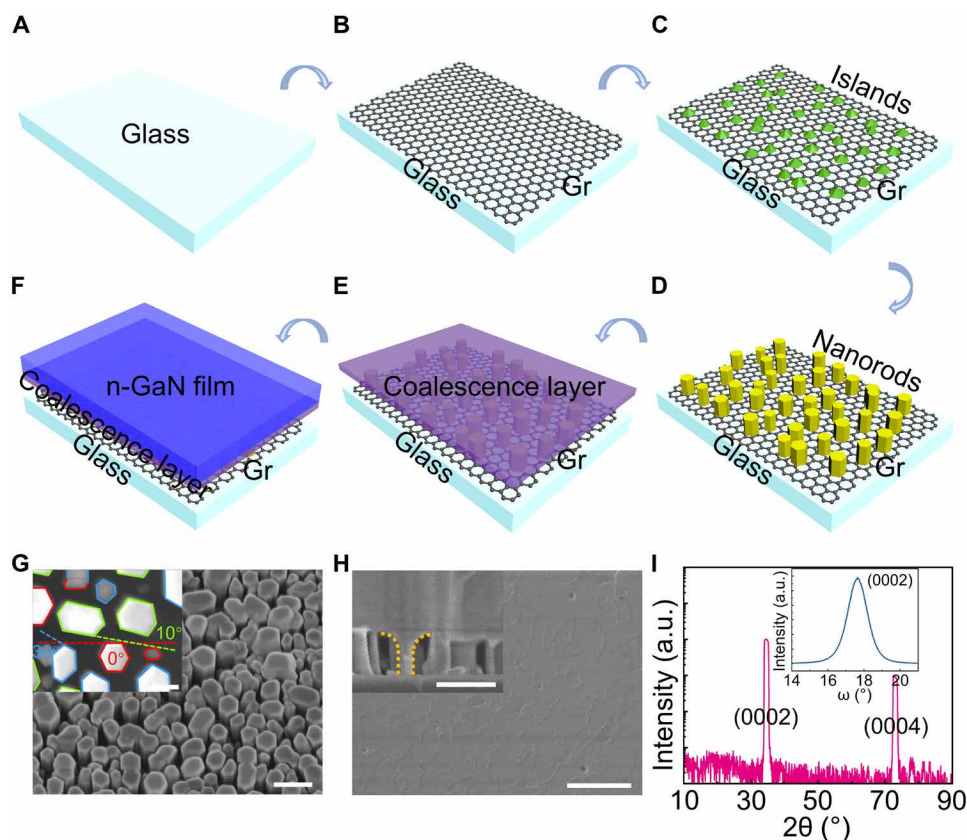 A
B
C
Glass
Glass
Gr
Islands
Glass
Gr
F
E
D
n-GaN film
Coalescence layer
Glass
Gr
Coalescence layer
Glass
Gr
Nanorods
Glass
Gr
G
H
I
10°
30°
0°
Intensity (a.u.)
(0002)
(0004)
10 30 50 70 90
2θ (°)
Intensity (a.u.)
(0002)
14 16 18 20
ω (°)